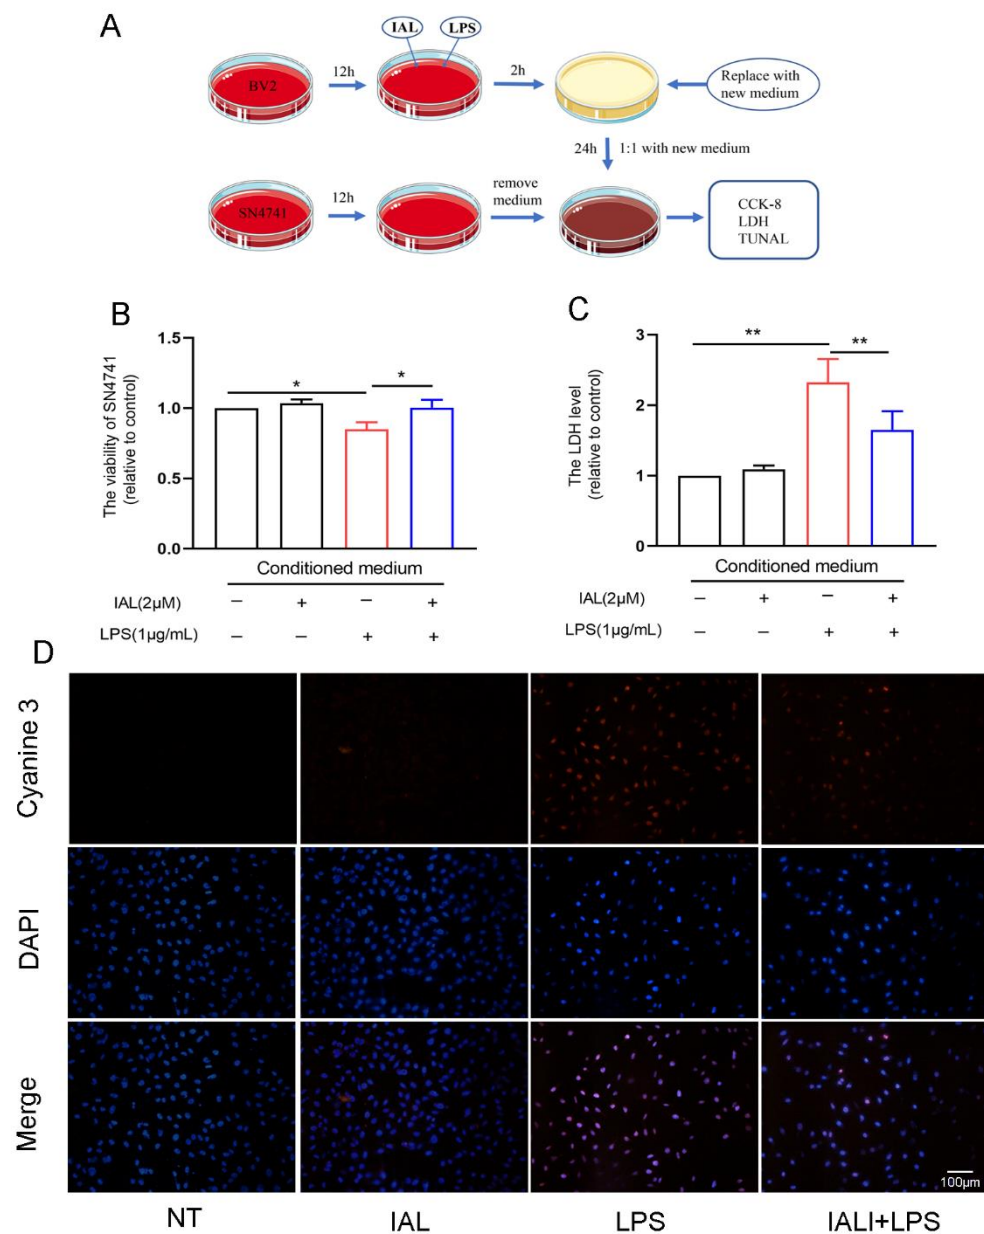 A
IAL
LPS
BV2
12h
2h
Replace with
new medium
24h
1:1 with new medium
SN4741
12h
remove
medium
CCK-8
LDH
TUNAL
B
The viability of SN4741
(relative to control)
1.5
1.0
0.5
0.0
*
*
Conditioned medium
IAL(2μM)
− + − +
LPS(1μg/mL)
− − + +
C
The LDH level
(relative to control)
3
2
1
0
**
**
Conditioned medium
IAL(2μM)
− + − +
LPS(1μg/mL)
− − + +
D
Cyanine 3
DAPI
Merge
100μm
NT
IAL
LPS
IALI+LPS